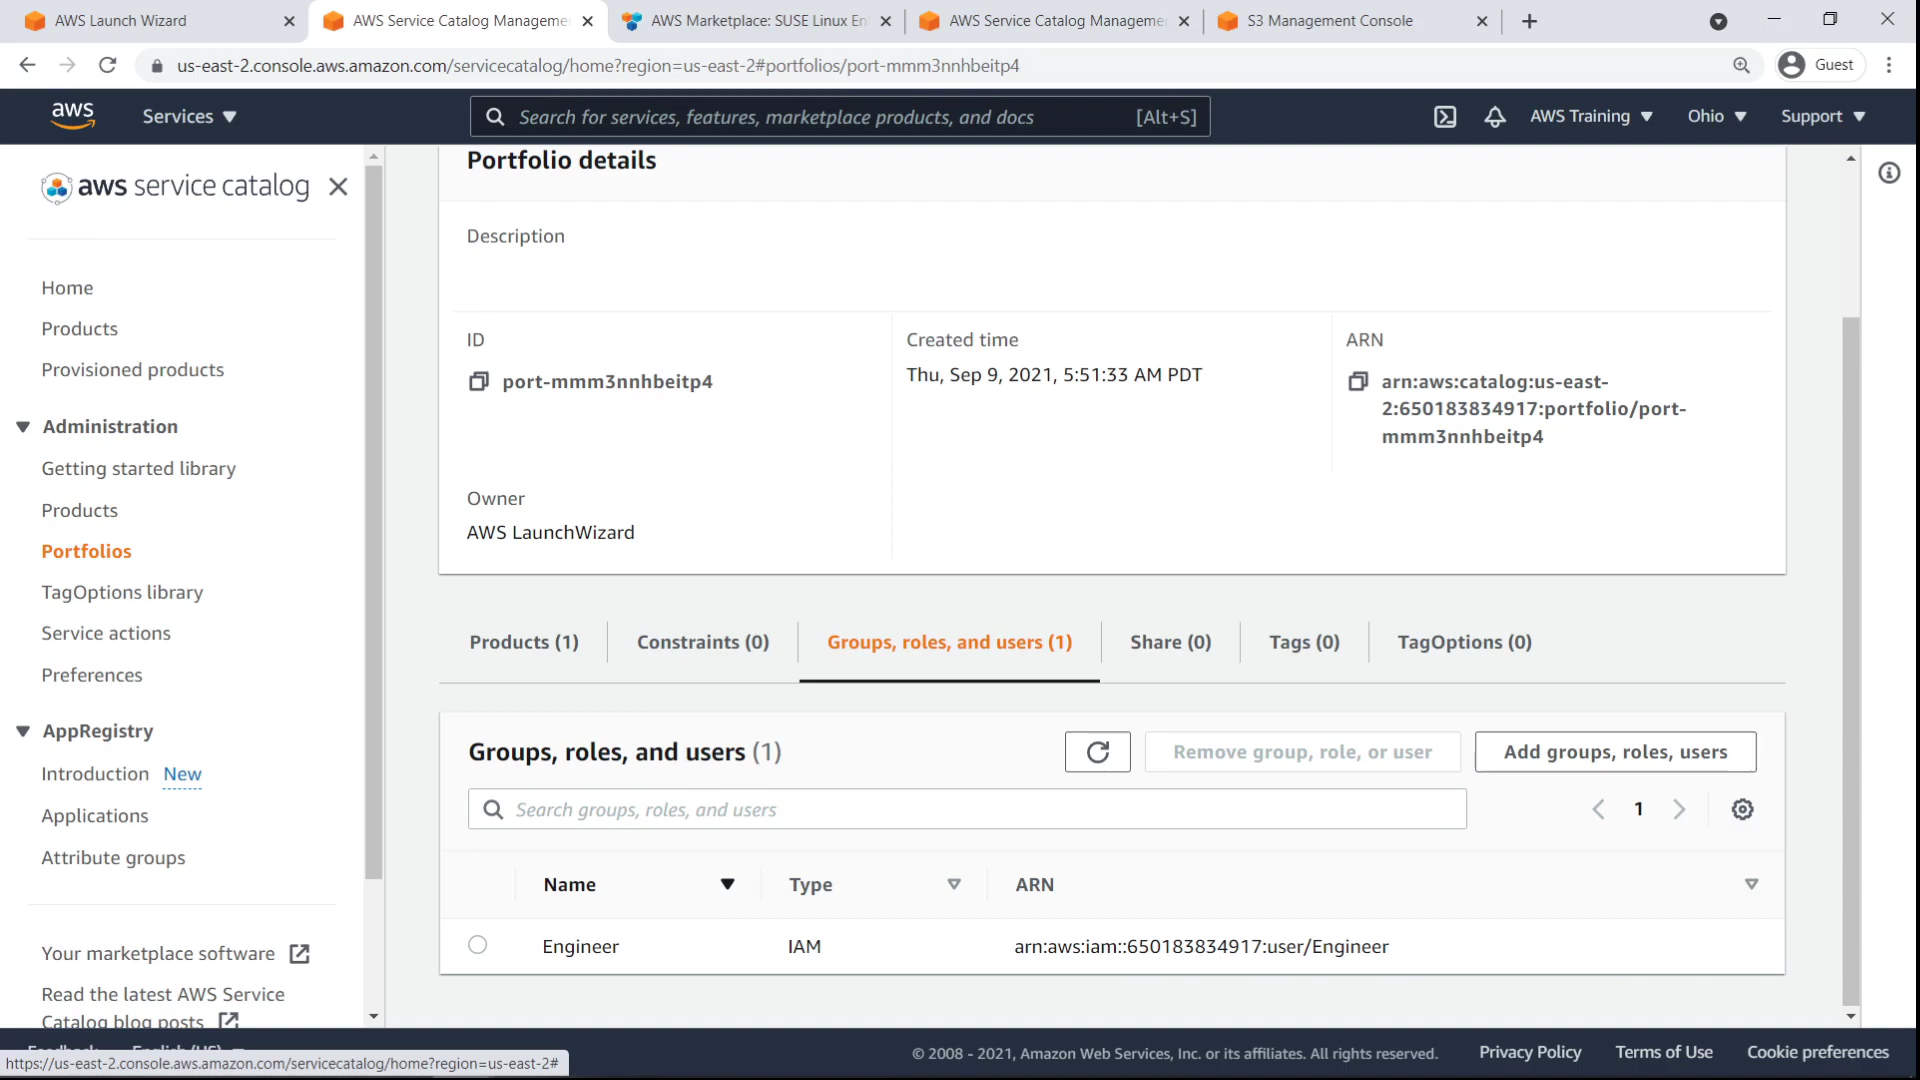 AWS Launch Wizard
AWS Service Catalog Manageme
AWS Marketplace: SUSE Linux En
AWS Service Catalog Manageme
S3 Management Console
us-east-2.console.aws.amazon.com/servicecatalog/home?region=us-east-2#portfolios/port-mmm3nnhbeitp4
Guest
aws
Services
Search for services, features, marketplace products, and docs
[Alt+S]
AWS Training
Ohio
Support
aws service catalog
Home
Products
Provisioned products
Administration
Getting started library
Products
Portfolios
TagOptions library
Service actions
Preferences
AppRegistry
Introduction New
Applications
Attribute groups
Your marketplace software
Read the latest AWS Service
Catalog blog posts
Portfolio details
Description
ID
port-mmm3nnhbeitp4
Created time
Thu, Sep 9, 2021, 5:51:33 AM PDT
ARN
arn:aws:catalog:us-east-
2:650183834917:portfolio/port-
mmm3nnhbeitp4
Owner
AWS LaunchWizard
Products (1)
Constraints (0)
Groups, roles, and users (1)
Share (0)
Tags (0)
TagOptions (0)
Groups, roles, and users (1)
Remove group, role, or user
Add groups, roles, users
Search groups, roles, and users
1
Name
Type
ARN
Engineer
IAM
arn:aws:iam::650183834917:user/Engineer
Feedback
English (US)
https://us-east-2.console.aws.amazon.com/servicecatalog/home?region=us-east-2#
© 2008 - 2021, Amazon Web Services, Inc. or its affiliates. All rights reserved.
Privacy Policy
Terms of Use
Cookie preferences